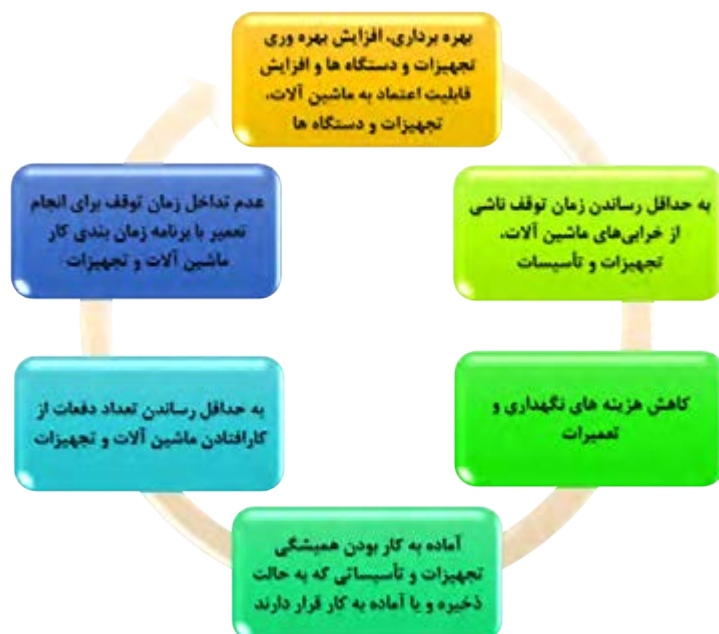 بهره برداری، افزایش بهره وری
تجهیزات و دستگاه ها و افزایش
قابلیت اعتماد به ماشین آلات،
تجهیزات و دستگاه ها
به حداقل رساندن زمان توقف ناشی
از خرابی‌های ماشین آلات،
تجهیزات و تأسیسات
کاهش هزینه های نگهداری و
تعمیرات
آماده به کار بودن همیشگی
تجهیزات و تأسیساتی که به حالت
ذخیره و یا آماده به کار قرار دارند
به حداقل رساندن تعداد دفعات از
کارافتادن ماشین آلات و تجهیزات
عدم تداخل زمان توقف برای انجام
تعمیر با برنامه زمان بندی کار
ماشین آلات و تجهیزات